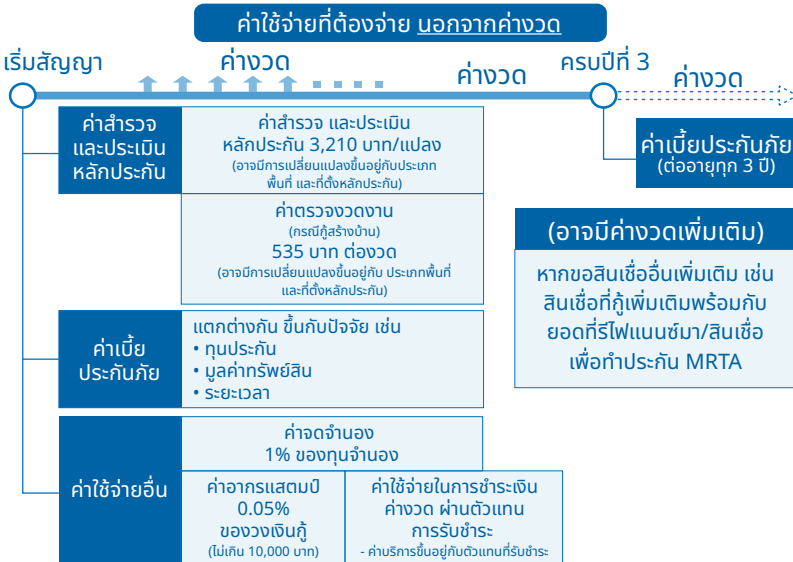 ค่าใช้จ่ายที่ต้องจ่าย นอกจากค่างวด
เริ่มสัญญา
ค่างวด
ค่างวด
ครบปีที่ 3
ค่างวด
ค่าสำรวจ
และประเมิน
หลักประกัน
ค่าสำรวจ และประเมิน
หลักประกัน 3,210 บาท/แปลง
(อาจมีการเปลี่ยนแปลงขึ้นอยู่กับประเภท
พื้นที่ และที่ตั้งหลักประกัน)
ค่าตรวจงวดงาน
(กรณีกู้สร้างบ้าน)
535 บาท ต่องวด
(อาจมีการเปลี่ยนแปลงขึ้นอยู่กับ ประเภทพื้นที่
และที่ตั้งหลักประกัน)
ค่าเบี้ยประกันภัย
(ต่ออายุทุก 3 ปี)
(อาจมีค่างวดเพิ่มเติม)
หากขอสินเชื่ออื่นเพิ่มเติม เช่น
สินเชื่อที่กู้เพิ่มเติมพร้อมกับ
ยอดที่รีไฟแนนซ์มา/สินเชื่อ
เพื่อทำประกัน MRTA
ค่าเบี้ย
ประกันภัย
แตกต่างกัน ขึ้นกับปัจจัย เช่น
• ทุนประกัน
• มูลค่าทรัพย์สิน
• ระยะเวลา
ค่าใช้จ่ายอื่น
ค่าจดจำนอง
1% ของทุนจำนอง
ค่าอากรแสตมป์
0.05%
ของวงเงินกู้
(ไม่เกิน 10,000 บาท)
ค่าใช้จ่ายในการชำระเงิน
ค่างวด ผ่านตัวแทน
การรับชำระ
- ค่าบริการขึ้นอยู่กับตัวแทนที่รับชำระ